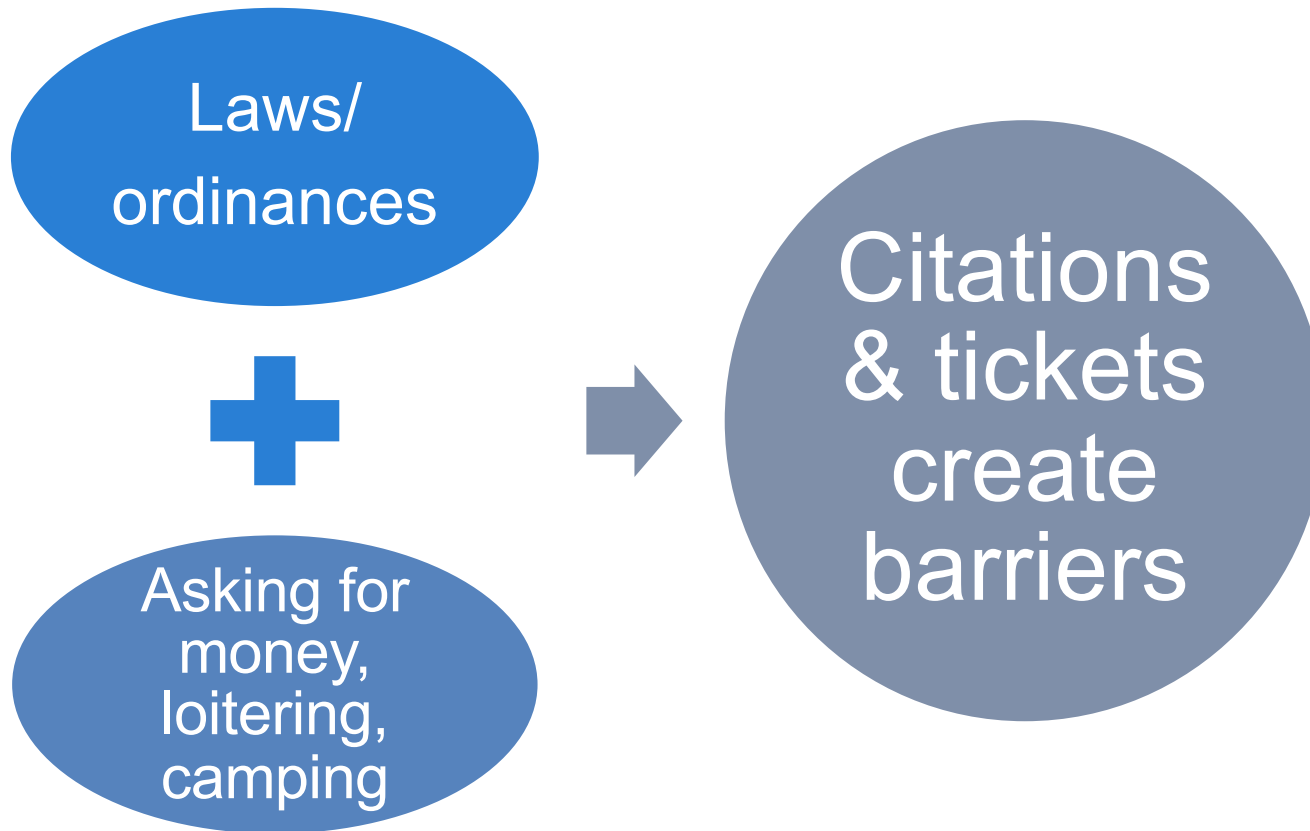 Laws/
ordinances
Asking for
money,
loitering,
camping
Citations
& tickets
create
barriers